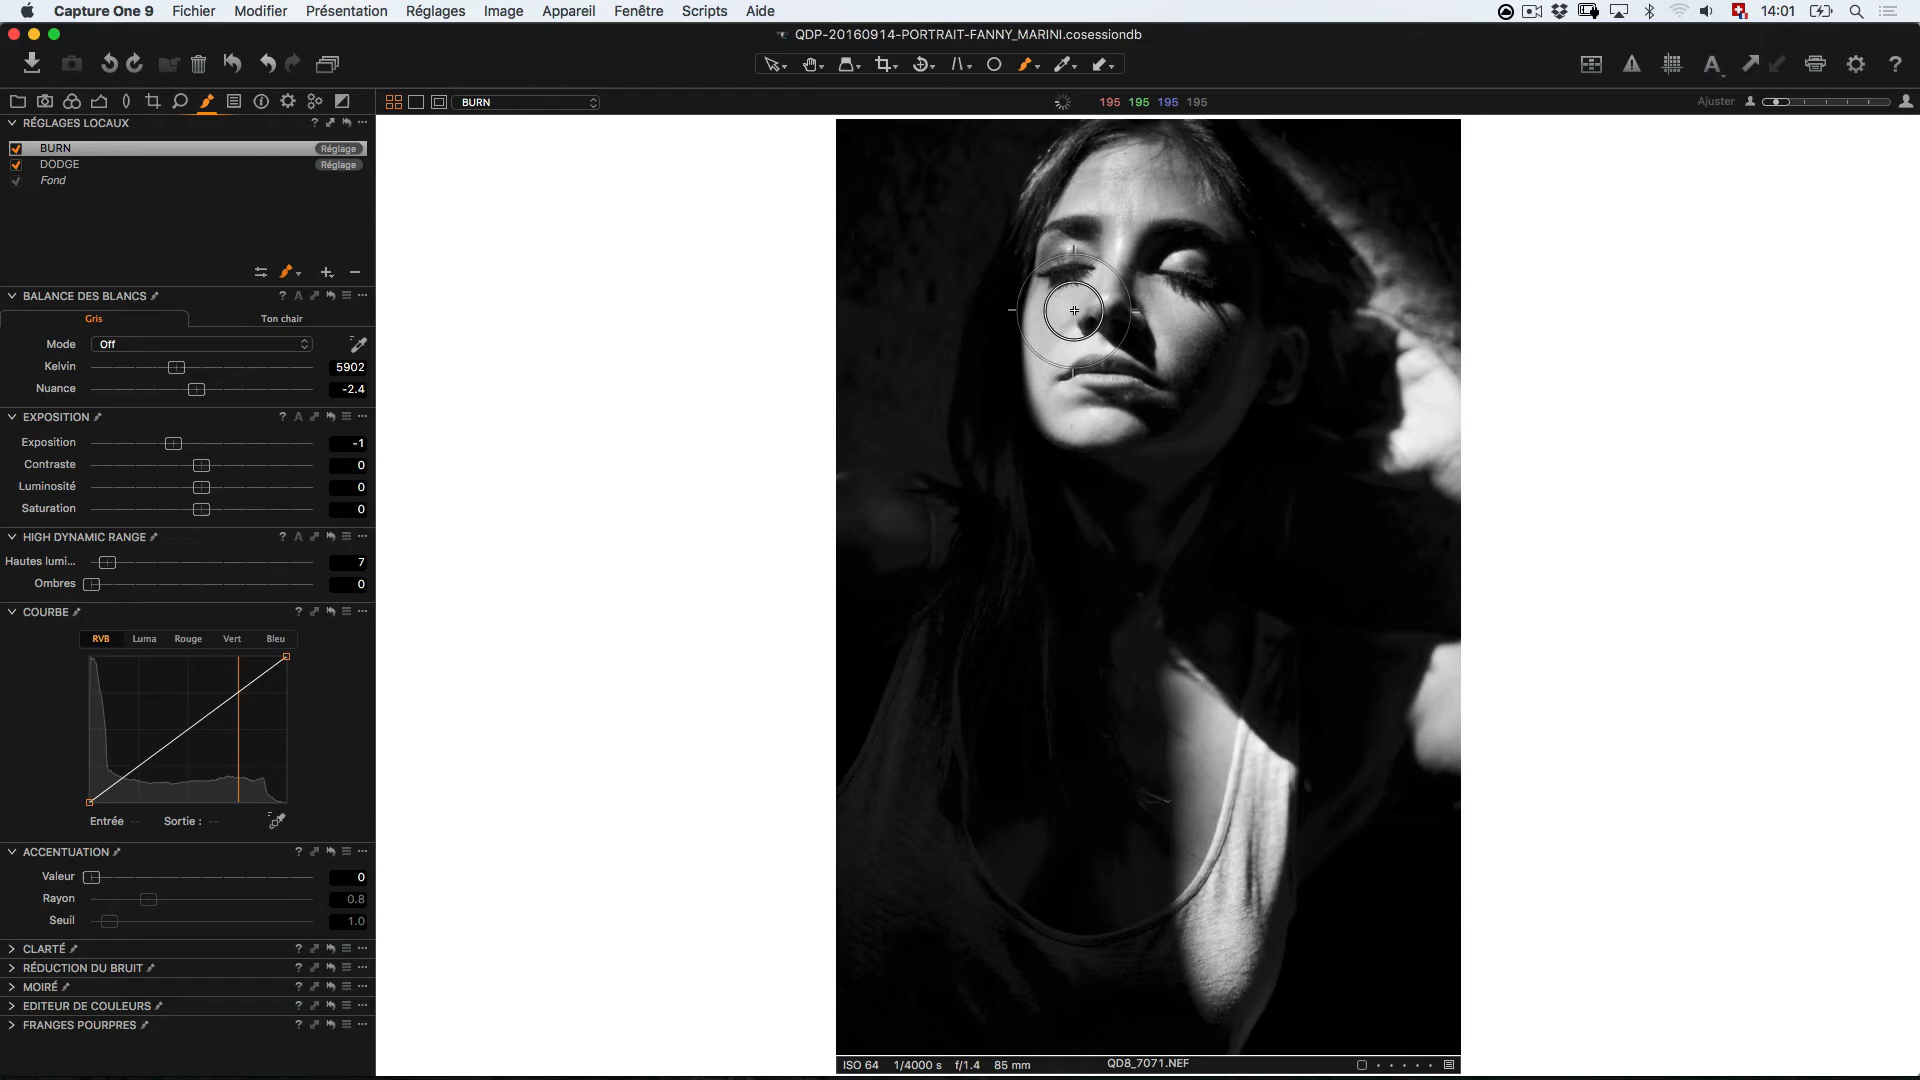 Capture One 9 Fichier Modifier Présentation Réglages Image Appareil Fenêtre Scripts Aide 14:01
QDP-20160914-PORTRAIT-FANNY_MARINI.cosessiondb
BURN 195 195 195 195 Ajuster
RÉGLAGES LOCAUX
BURN Réglage
DODGE Réglage
Fond
BALANCE DES BLANCS
Gris Ton chair
Mode Off
Kelvin 5902
Nuance -2.4
EXPOSITION
Exposition -1
Contraste 0
Luminosité 0
Saturation 0
HIGH DYNAMIC RANGE
Hautes lumi... 7
Ombres 0
COURBE
RVB Luma Rouge Vert Bleu
Entrée -- Sortie : --
ACCENTUATION
Valeur 0
Rayon 0.8
Seuil 1.0
CLARTÉ
RÉDUCTION DU BRUIT
MOIRÉ
EDITEUR DE COULEURS
FRANGES POURPRES
ISO 64 1/4000 s f/1.4 85 mm QD8_7071.NEF